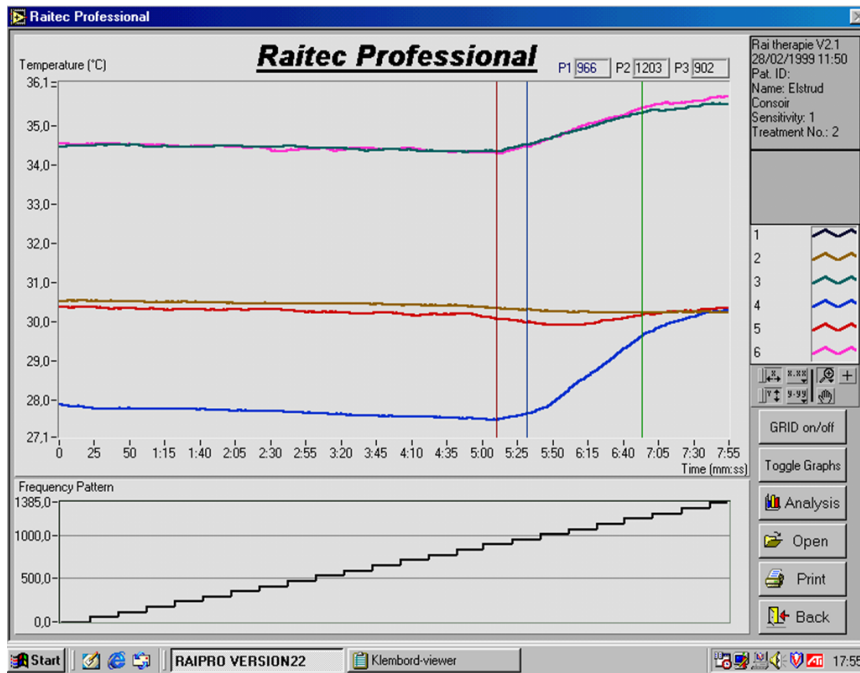 Raitec Professional
Raitec Professional
Temperature (°C)
P1 966 P2 1203 P3 902
36,1
35,0
34,0
33,0
32,0
31,0
30,0
29,0
28,0
27,1
0 25 50 1:15 1:40 2:05 2:30 2:55 3:20 3:45 4:10 4:35 5:00 5:25 5:50 6:15 6:40 7:05 7:30 7:55
Time (mm:ss)
Rai therapie V2.1
28/02/1999 11:50
Pat. ID:
Name: Elstrud
Consoir
Sensitivity: 1
Treatment No.: 2
1
2
3
4
5
6
X x.xx
Y y.yy
GRID on/off
Toggle Graphs
Analysis
Open
Print
Back
Frequency Pattern
1385,0
1000,0
500,0
0,0
Start RAIPRO VERSION22 Klembord-viewer 17:55